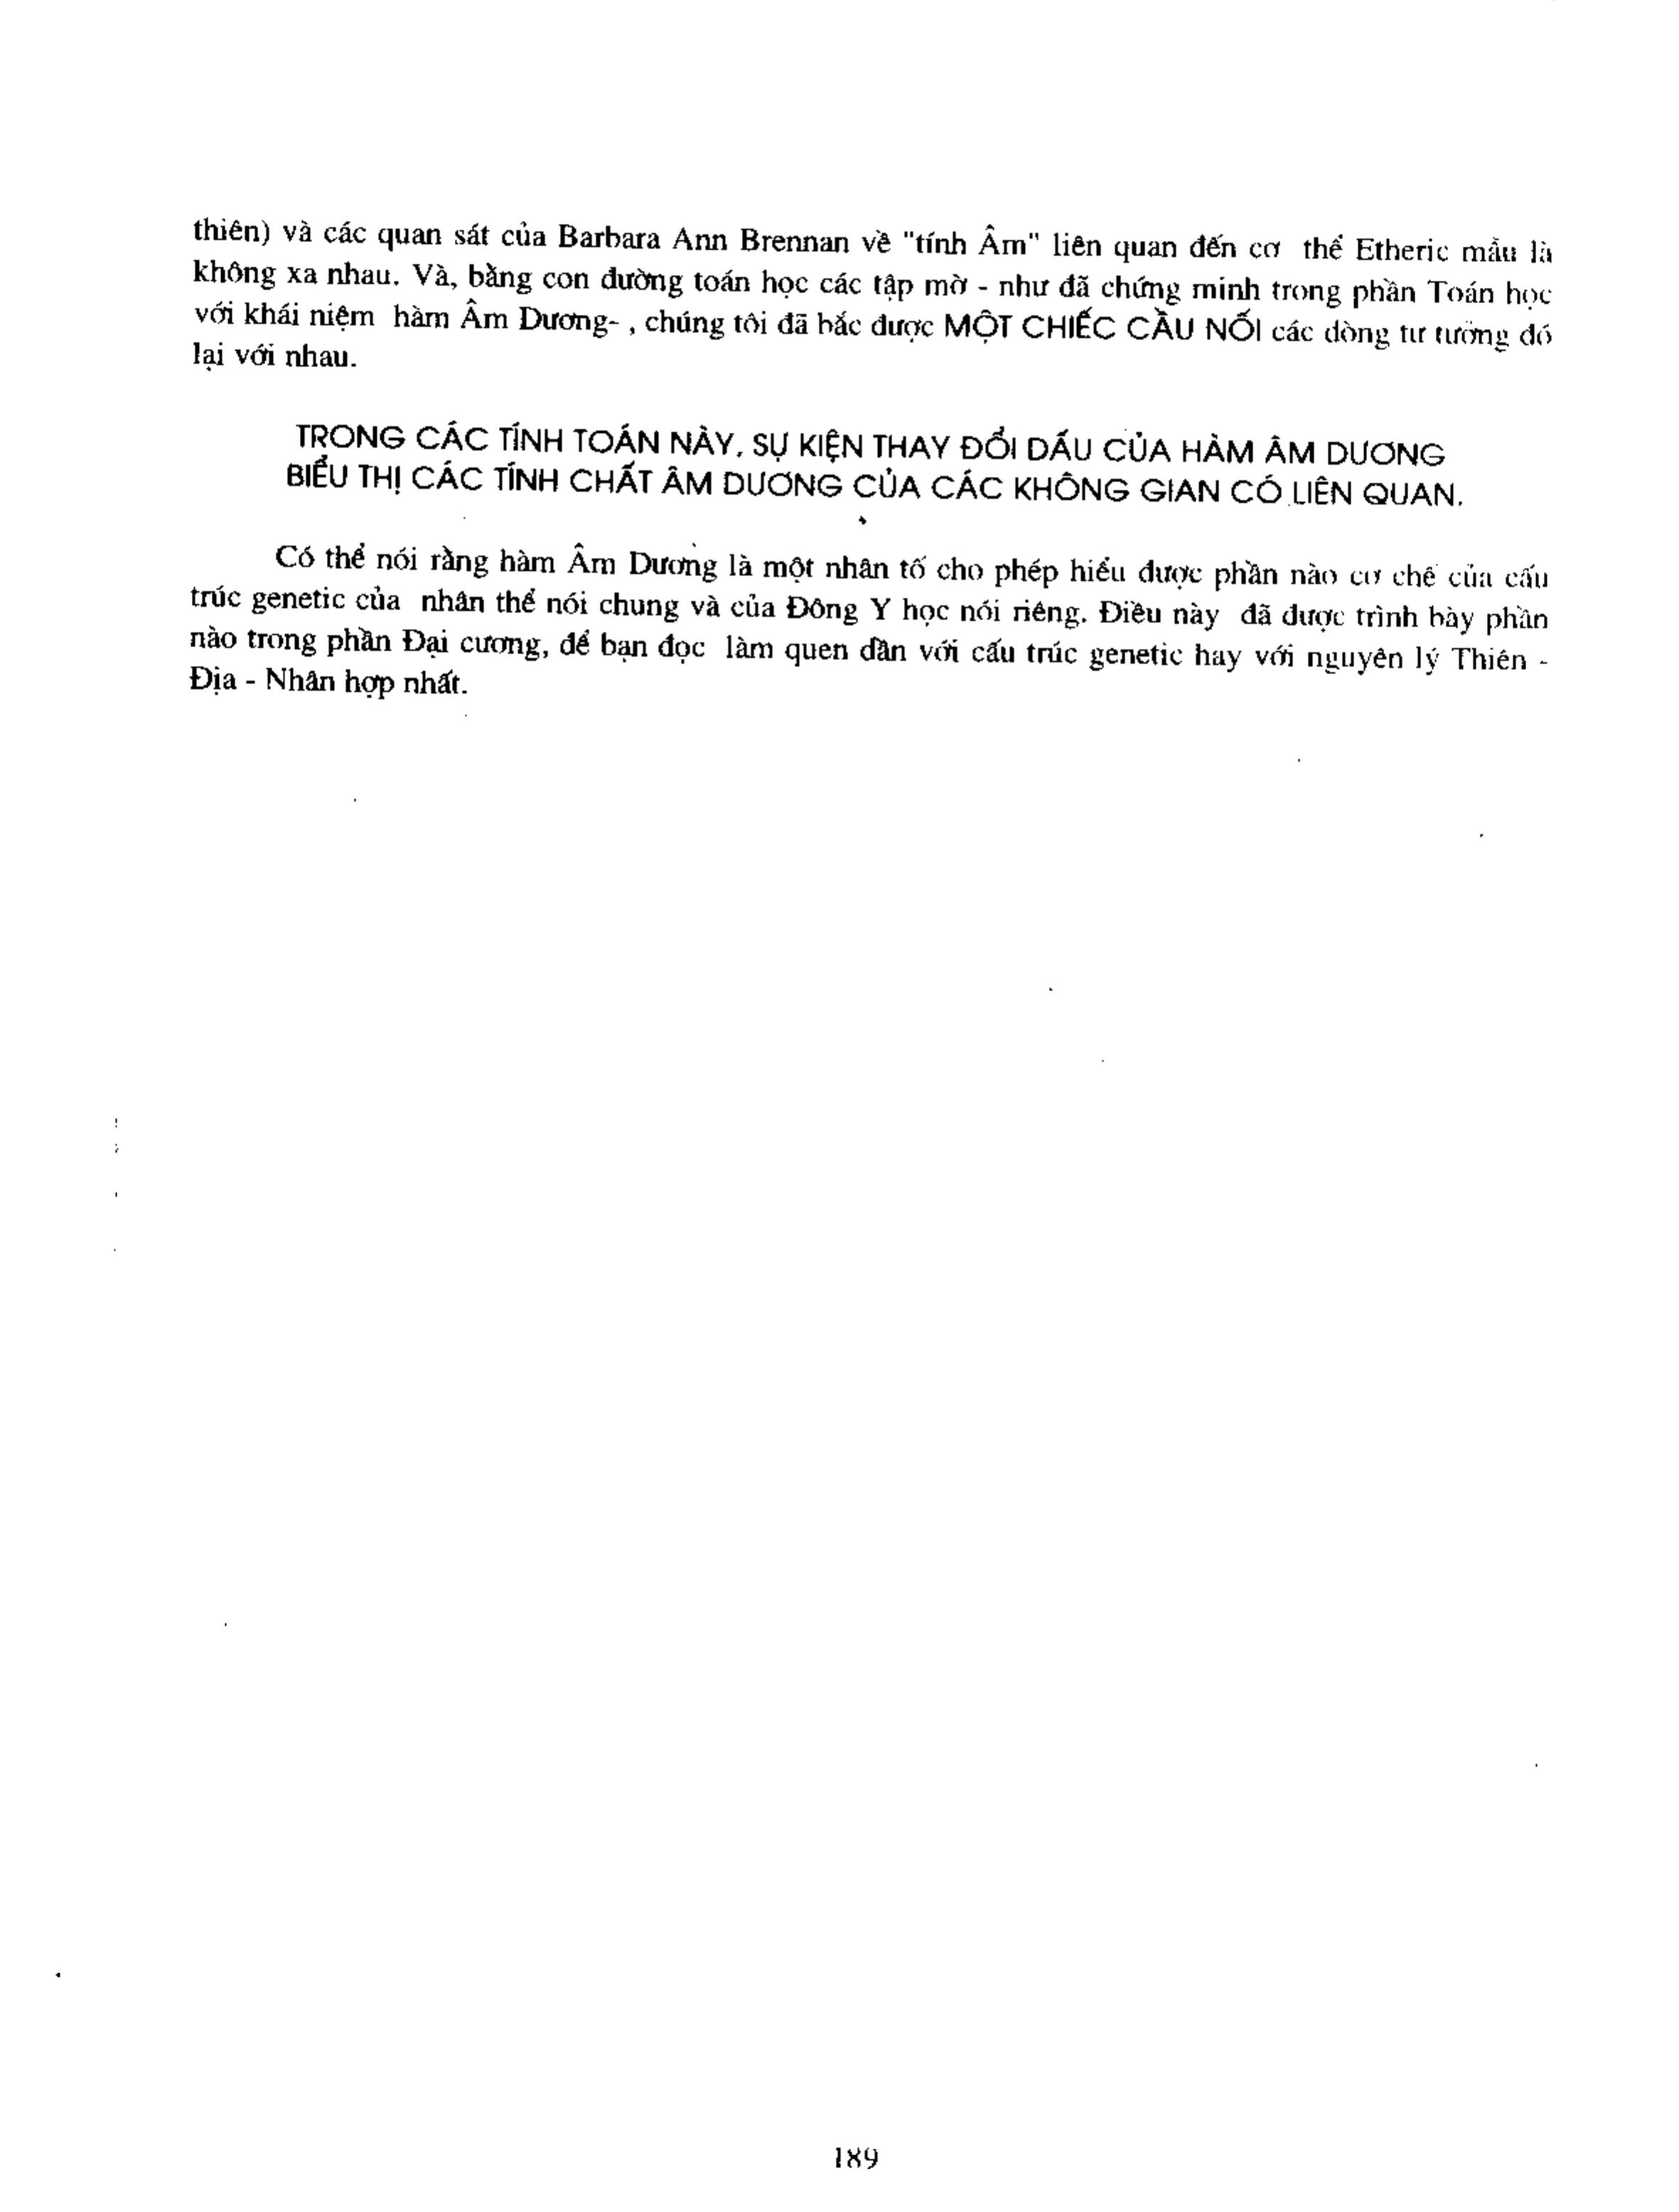 thiên) và các quan sát của Barbara Ann Brennan về "tính Âm" liên quan đến cơ thể Etheric mẫu là
không xa nhau. Và, bằng con đường toán học các tập mờ - như đã chứng minh trong phần Toán học
với khái niệm hàm Âm Dương- , chúng tôi đã bắc được MỘT CHIẾC CẦU NỐI các dòng tư tưởng đó
lại với nhau.
TRONG CÁC TÍNH TOÁN NÀY, SỰ KIỆN THAY ĐỔI DẤU CỦA HÀM ÂM DƯƠNG
BIỂU THỊ CÁC TÍNH CHẤT ÂM DƯƠNG CỦA CÁC KHÔNG GIAN CÓ LIÊN QUAN.
Có thể nói rằng hàm Âm Dương là một nhân tố cho phép hiểu được phần nào cơ chế của cấu
trúc genetic của nhân thể nói chung và của Đông Y học nói riêng. Điều này đã được trình bày phần
nào trong phần Đại cương, để bạn đọc làm quen dần với cấu trúc genetic hay với nguyên lý Thiên -
Địa - Nhân hợp nhất.
189